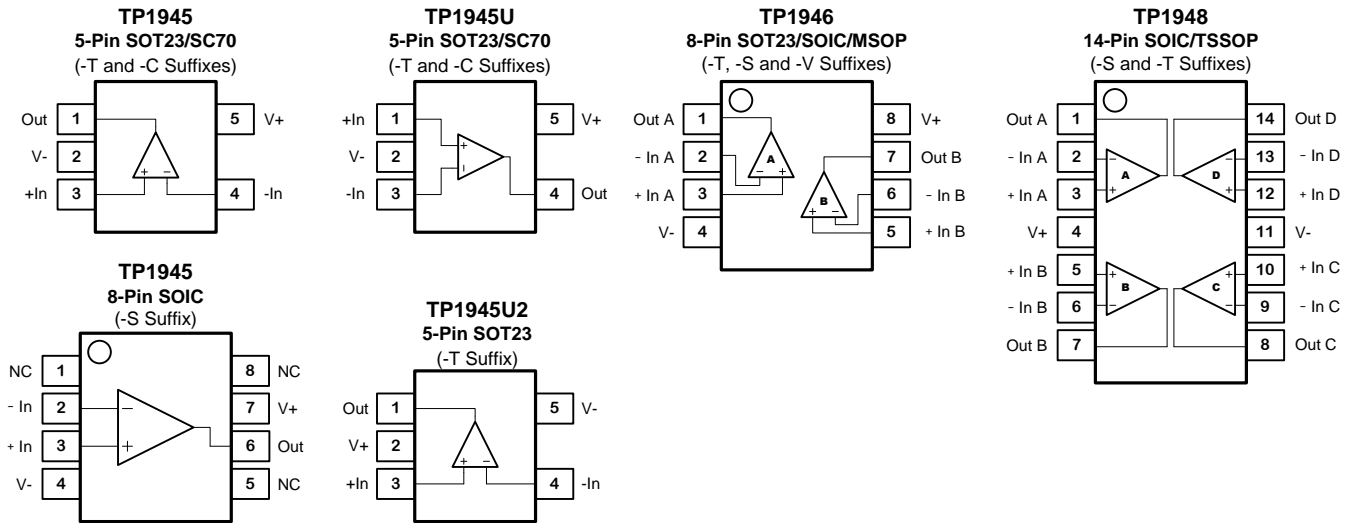 TP1945
5-Pin SOT23/SC70
(-T and -C Suffixes)
Out 1 5 V+
V- 2
+In 3 4 -In
+ −
TP1945U
5-Pin SOT23/SC70
(-T and -C Suffixes)
+In 1 5 V+
V- 2
-In 3 4 Out
+
−
TP1946
8-Pin SOT23/SOIC/MSOP
(-T, -S and -V Suffixes)
Out A 1 8 V+
- In A 2 7 Out B
+ In A 3 6 - In B
V- 4 5 + In B
A
− +
B
+ −
TP1948
14-Pin SOIC/TSSOP
(-S and -T Suffixes)
Out A 1 14 Out D
- In A 2 13 - In D
+ In A 3 12 + In D
V+ 4 11 V-
+ In B 5 10 + In C
- In B 6 9 - In C
Out B 7 8 Out C
− −
A D
+ +
+ +
B C
− −
TP1945
8-Pin SOIC
(-S Suffix)
NC 1 8 NC
- In 2 7 V+
+ In 3 6 Out
V- 4 5 NC
−
+
TP1945U2
5-Pin SOT23
(-T Suffix)
Out 1 5 V-
V+ 2
+In 3 4 -In
+ −